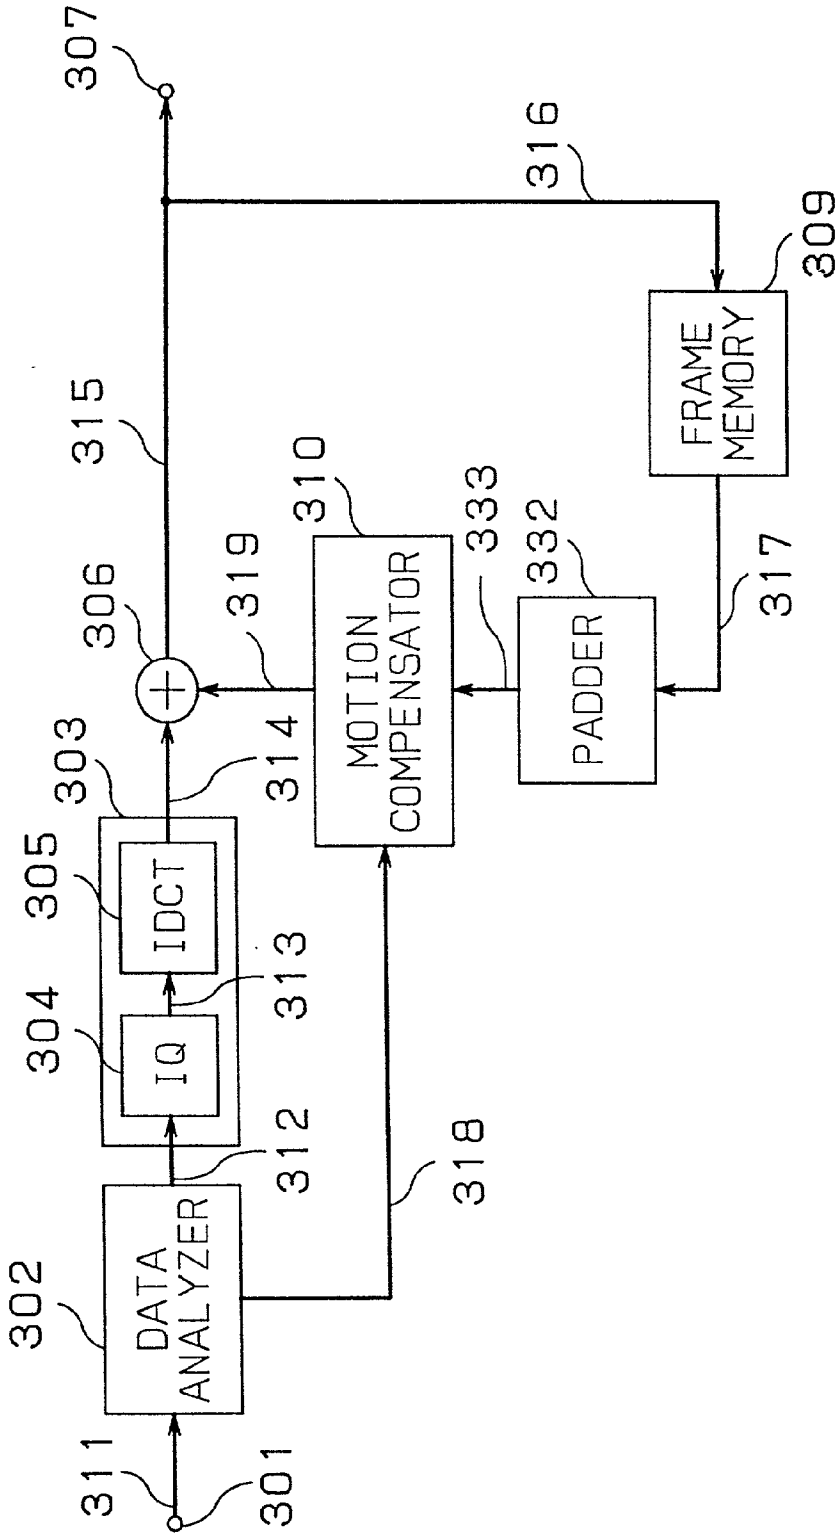 307
315
316
306
303
305
304
302
311
301
312
313
314
319
310
333
332
309
317
318
DATA
ANALYZER
IQ
IDCT
+
MOTION
COMPENSATOR
PADDER
FRAME
MEMORY